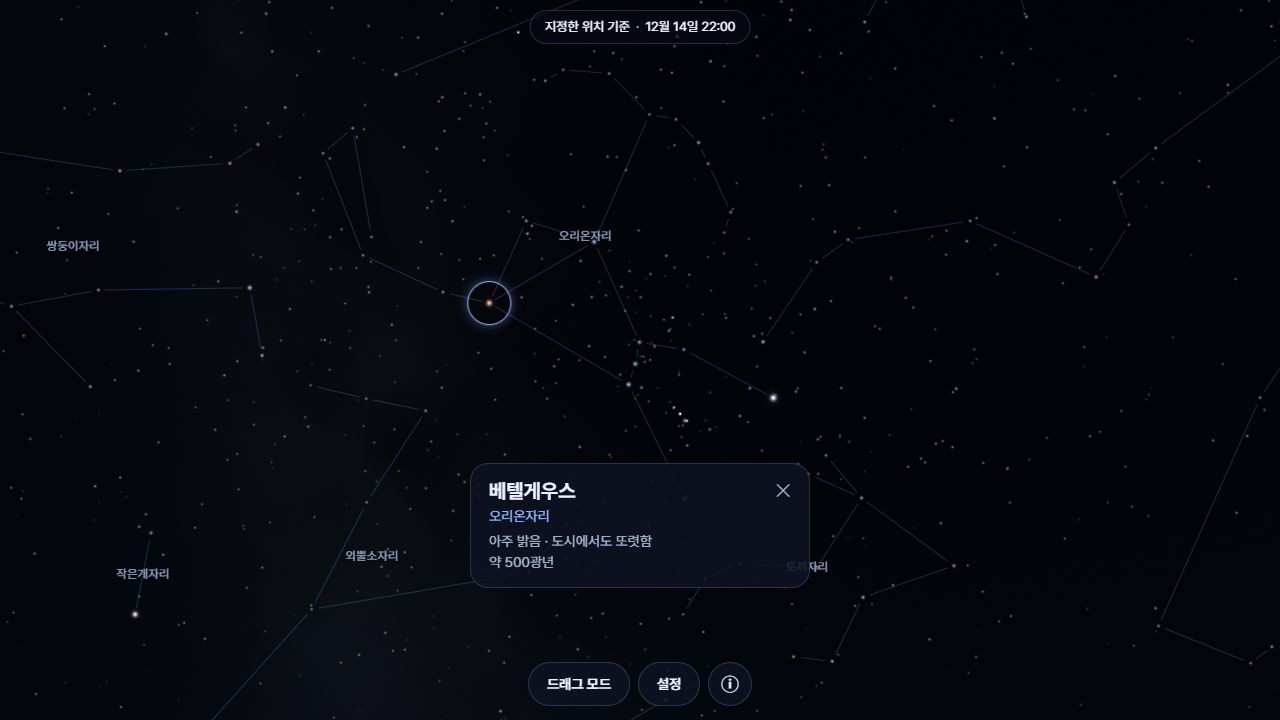 지정한 위치 기준 · 12월 14일 22:00
오리온자리
쌍둥이자리
베텔게우스
오리온자리
아주 밝음 · 도시에서도 또렷함
약 500광년
외뿔소자리
토끼자리
작은개자리
드래그 모드
설정